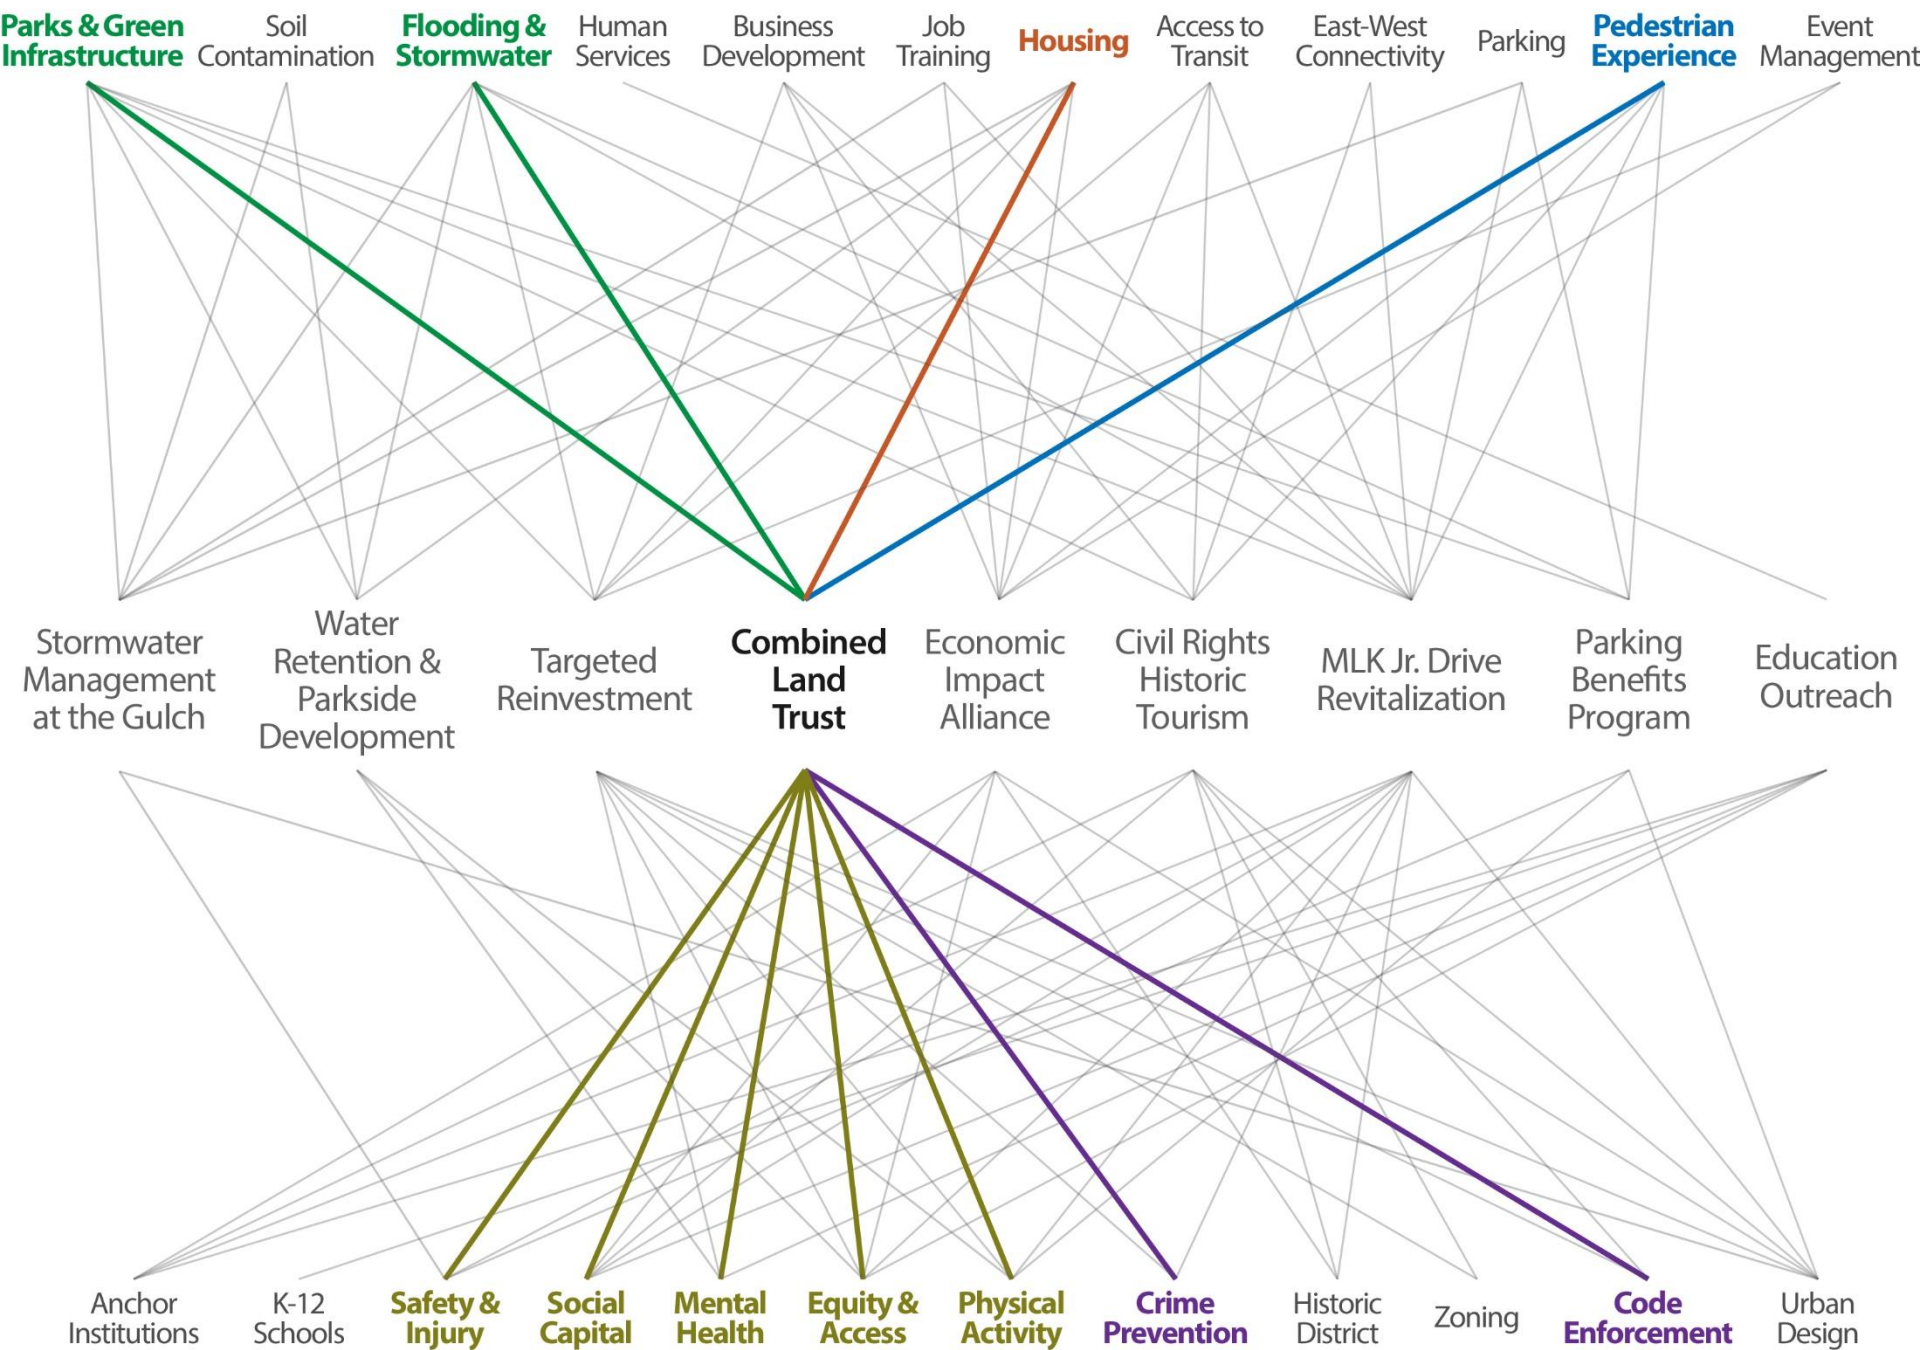 Parks & Green
Infrastructure
Soil
Contamination
Flooding &
Stormwater
Human
Services
Business
Development
Job
Training
Housing
Access to
Transit
East-West
Connectivity
Parking
Pedestrian
Experience
Event
Management
Stormwater
Management
at the Gulch
Water
Retention &
Parkside
Development
Targeted
Reinvestment
Combined
Land
Trust
Economic
Impact
Alliance
Civil Rights
Historic
Tourism
MLK Jr. Drive
Revitalization
Parking
Benefits
Program
Education
Outreach
Anchor
Institutions
K-12
Schools
Safety &
Injury
Social
Capital
Mental
Health
Equity &
Access
Physical
Activity
Crime
Prevention
Historic
District
Zoning
Code
Enforcement
Urban
Design